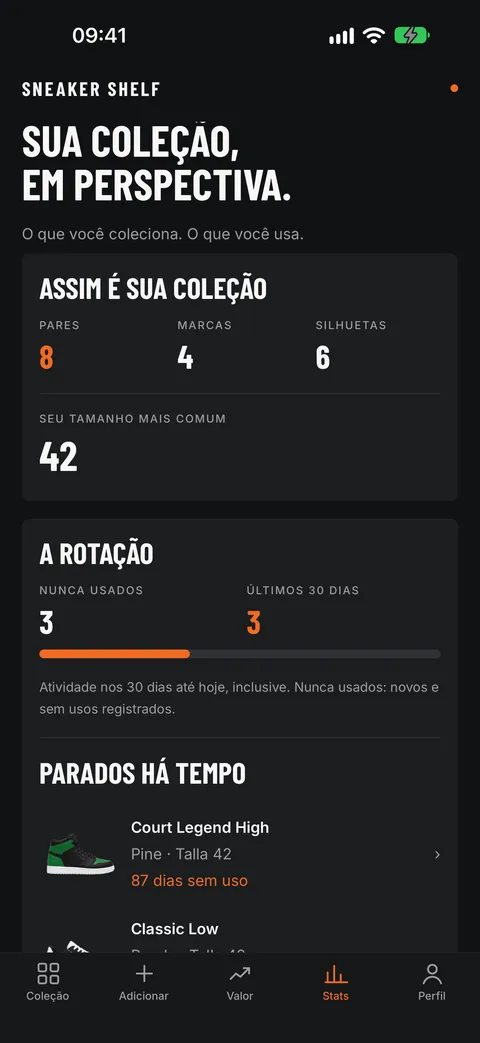 09:41
SNEAKER SHELF
SUA COLEÇÃO,
EM PERSPECTIVA.
O que você coleciona. O que você usa.
ASSIM É SUA COLEÇÃO
PARES MARCAS SILHUETAS
8 4 6
SEU TAMANHO MAIS COMUM
42
A ROTAÇÃO
NUNCA USADOS ÚLTIMOS 30 DIAS
3 3
Atividade nos 30 dias até hoje, inclusive. Nunca usados: novos e
sem usos registrados.
PARADOS HÁ TEMPO
Court Legend High
Pine · Talla 42
87 dias sem uso
Classic Low
Coleção Adicionar Valor Stats Perfil